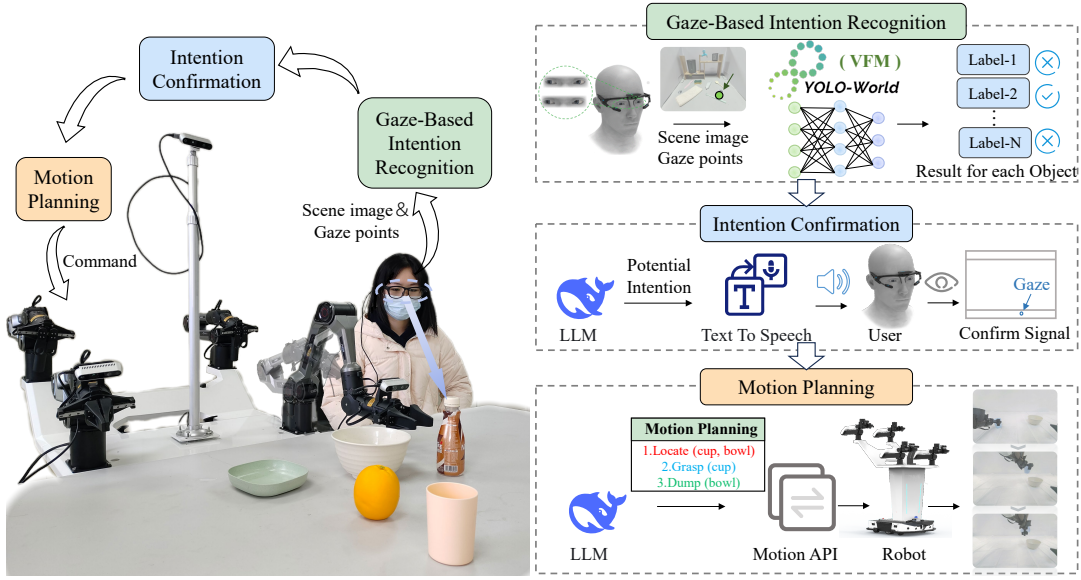 Intention
Confirmation
Gaze-Based
Intention
Recognition
Motion
Planning
Scene image&
Gaze points
Command
Gaze-Based Intention Recognition
( VFM )
YOLO-World
Scene image
Gaze points
Label-1
Label-2
Label-N
Result for each Object
Intention Confirmation
Potential
Intention
LLM
T
Text To Speech
User
Gaze
Confirm Signal
Motion Planning
Motion Planning
1.Locate (cup, bowl)
2.Grasp (cup)
3.Dump (bowl)
LLM
Motion API
Robot